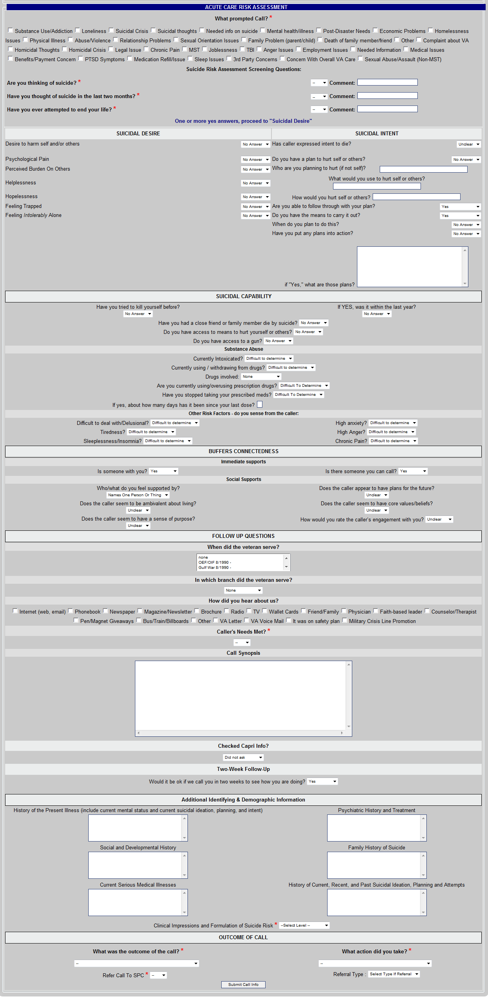 ACUTE CARE RISK ASSESSMENT
What prompted Call? *
Substance Use/Addiction Loneliness Suicidal Crisis Suicidal thoughts Needed info on suicide Mental health/illness Post-Disaster Needs Economic Problems Homelessness
Issues Physical Illness Abuse/Violence Relationship Problems Sexual Orientation Issues Family Problem (parent/child) Death of family member/friend Other Complaint about VA
Homicidal Thoughts Homicidal Crisis Legal Issue Chronic Pain MST Joblessness TBI Anger Issues Employment Issues Needed Information Medical Issues
Benefits/Payment Concern PTSD Symptoms Medication Refill/Issue Sleep Issues 3rd Party Concerns Concern With Overall VA Care Sexual Abuse/Assault (Non-MST)
Suicide Risk Assessment Screening Questions:
Are you thinking of suicide? * -- Comment:
Have you thought of suicide in the last two months? * -- Comment:
Have you ever attempted to end your life? * -- Comment:
One or more yes answers, proceed to "Suicidal Desire"
SUICIDAL DESIRE SUICIDAL INTENT
Desire to harm self and/or others No Answer Has caller expressed intent to die? Unclear
Psychological Pain No Answer Do you have a plan to hurt self or others? No Answer
Perceived Burden On Others No Answer Who are you planning to hurt (if not self)?
What would you use to hurt self or others?
Helplessness No Answer
Hopelessness No Answer How would you hurt self or others?
Feeling Trapped No Answer Are you able to follow through with your plan? Yes
Feeling Intolerably Alone No Answer Do you have the means to carry it out? Yes
When do you plan to do this? No Answer
Have you put any plans into action? No Answer
if "Yes," what are those plans?
SUICIDAL CAPABILITY
Have you tried to kill yourself before? If YES, was it within the last year?
No Answer No Answer
Have you had a close friend or family member die by suicide? No Answer
Do you have access to means to hurt yourself or others? No Answer
Do you have access to a gun? No Answer
Substance Abuse
Currently Intoxicated? Difficult to determine
Currently using / withdrawing from drugs? Difficult to determine
Drugs involved: None
Are you currently using/overusing prescription drugs? Difficult To Determine
Have you stopped taking your prescribed meds? Difficult To Determine
If yes, about how many days has it been since your last dose?
Other Risk Factors - do you sense from the caller:
Difficult to deal with/Delusional? Difficult to determine High anxiety? Difficult to determine
Tiredness? Difficult to determine High Anger? Difficult to determine
Sleeplessness/Insomnia? Difficult to determine Chronic Pain? Difficult to determine
BUFFERS CONNECTEDNESS
Immediate supports
Is someone with you? Yes Is there someone you can call? Yes
Social Supports
Who/what do you feel supported by? Does the caller appear to have plans for the future?
Names One Person Or Thing Unclear
Does the caller seem to be ambivalent about living? Does the caller seem to have core values/beliefs?
Unclear Unclear
Does the caller seem to have a sense of purpose? How would you rate the caller's engagement with you? Unclear
Unclear
FOLLOW UP QUESTIONS
When did the veteran serve?
none
OEF/OIF 8/1990 -
Gulf War 8/1990 -
In which branch did the veteran serve?
None
How did you hear about us?
Internet (web, email) Phonebook Newspaper Magazine/Newsletter Brochure Radio TV Wallet Cards Friend/Family Physician Faith-based leader Counselor/Therapist
Pen/Magnet Giveaways Bus/Train/Billboards Other VA Letter VA Voice Mail It was on safety plan Military Crisis Line Promotion
Caller's Needs Met? *
--
Call Synopsis
Checked Capri Info?
Did not ask
Two-Week Follow-Up
Would it be ok if we call you in two weeks to see how you are doing? Yes
Additional Identifying & Demographic Information
History of the Present Illness (include current mental status and current suicidal ideation, planning, and intent) Psychiatric History and Treatment
Social and Developmental History Family History of Suicide
Current Serious Medical Illnesses History of Current, Recent, and Past Suicidal Ideation, Planning and Attempts
Clinical Impressions and Formulation of Suicide Risk * --Select Level --
OUTCOME OF CALL
What was the outcome of the call? * What action did you take? *
-- --
Refer Call To SPC * -- Referral Type : Select Type If Referral
Submit Call Info